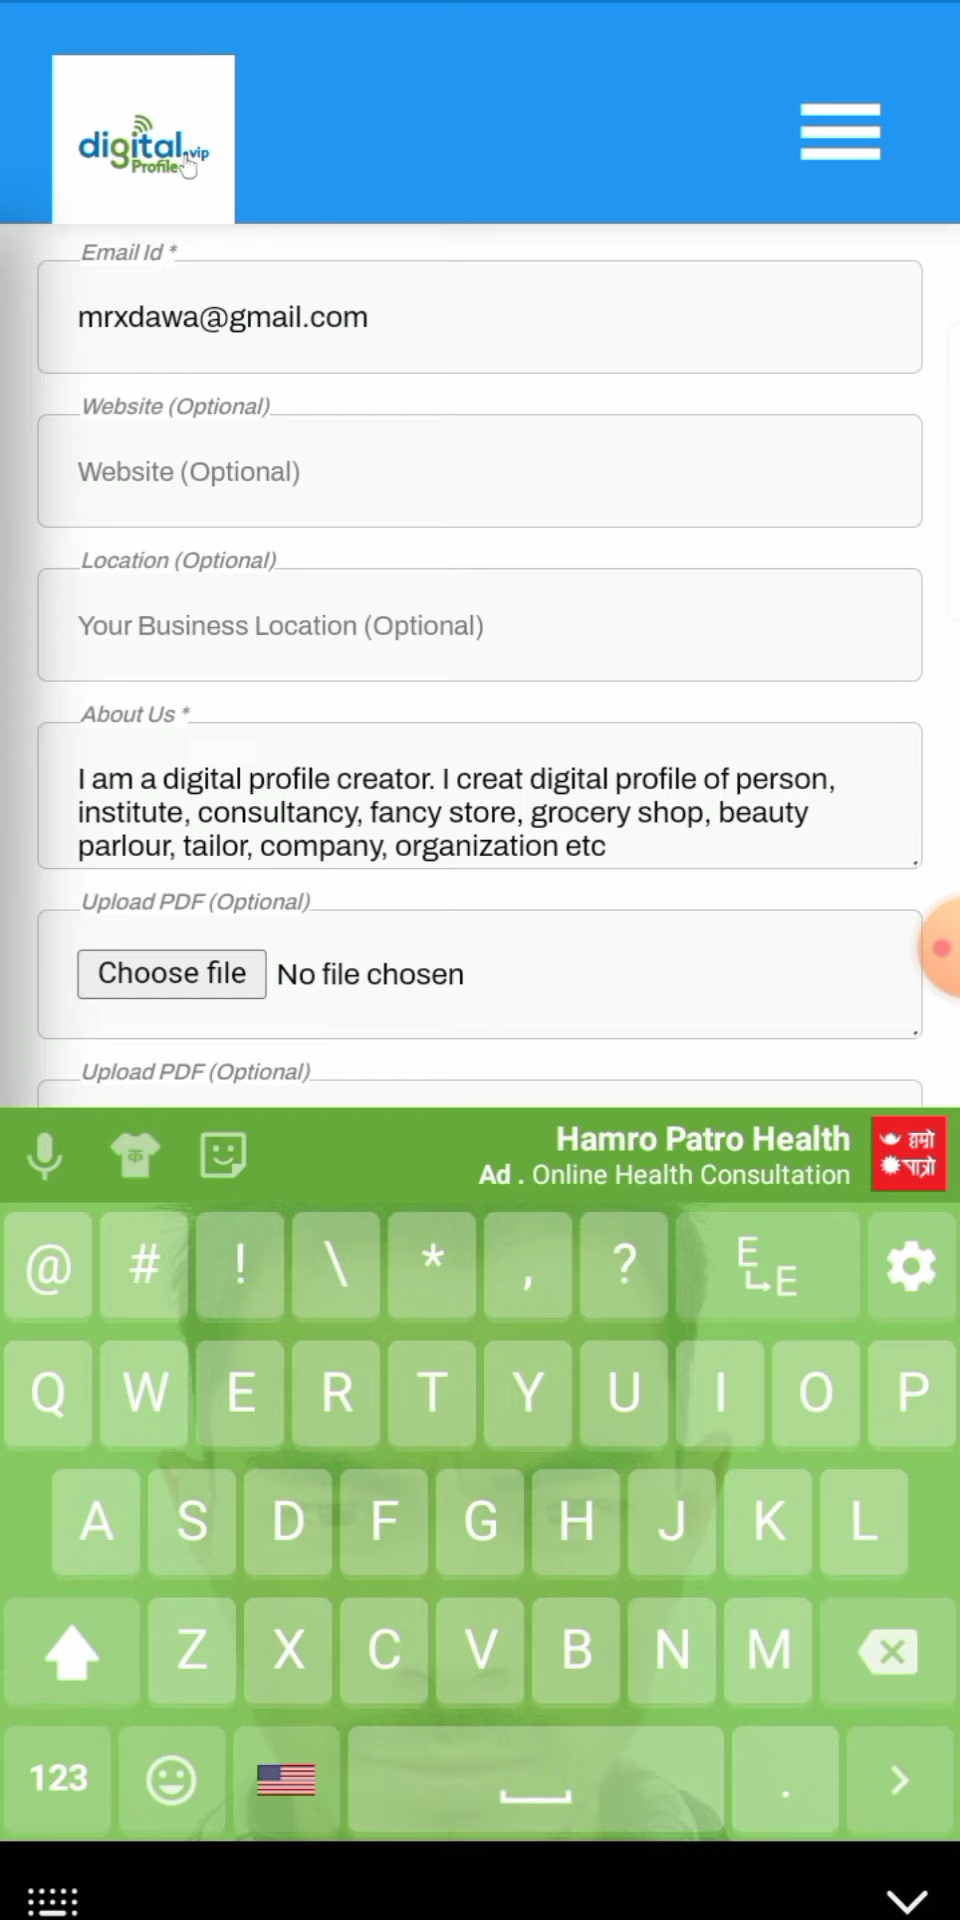 digital.vip
Profile
Email Id *
mrxdawa@gmail.com
Website (Optional)
Website (Optional)
Location (Optional)
Your Business Location (Optional)
About Us *
I am a digital profile creator. I creat digital profile of person,
institute, consultancy, fancy store, grocery shop, beauty
parlour, tailor, company, organization etc
Upload PDF (Optional)
Choose file No file chosen
Upload PDF (Optional)
क
Hamro Patro Health
Ad . Online Health Consultation
हाम्रो
पात्रो
@ # ! \ * , ? E E
Q W E R T Y U I O P
A S D F G H J K L
Z X C V B N M
123 .